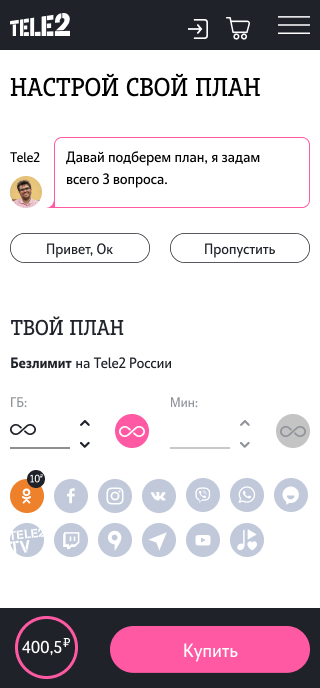 TELE2
НАСТРОЙ СВОЙ ПЛАН
Tele2
Давай подберем план, я задам
всего 3 вопроса.
Привет, Ок
Пропустить
ТВОЙ ПЛАН
Безлимит на Tele2 России
ГБ:
Мин:
10₽
TELE2
TV
400,5₽
Купить